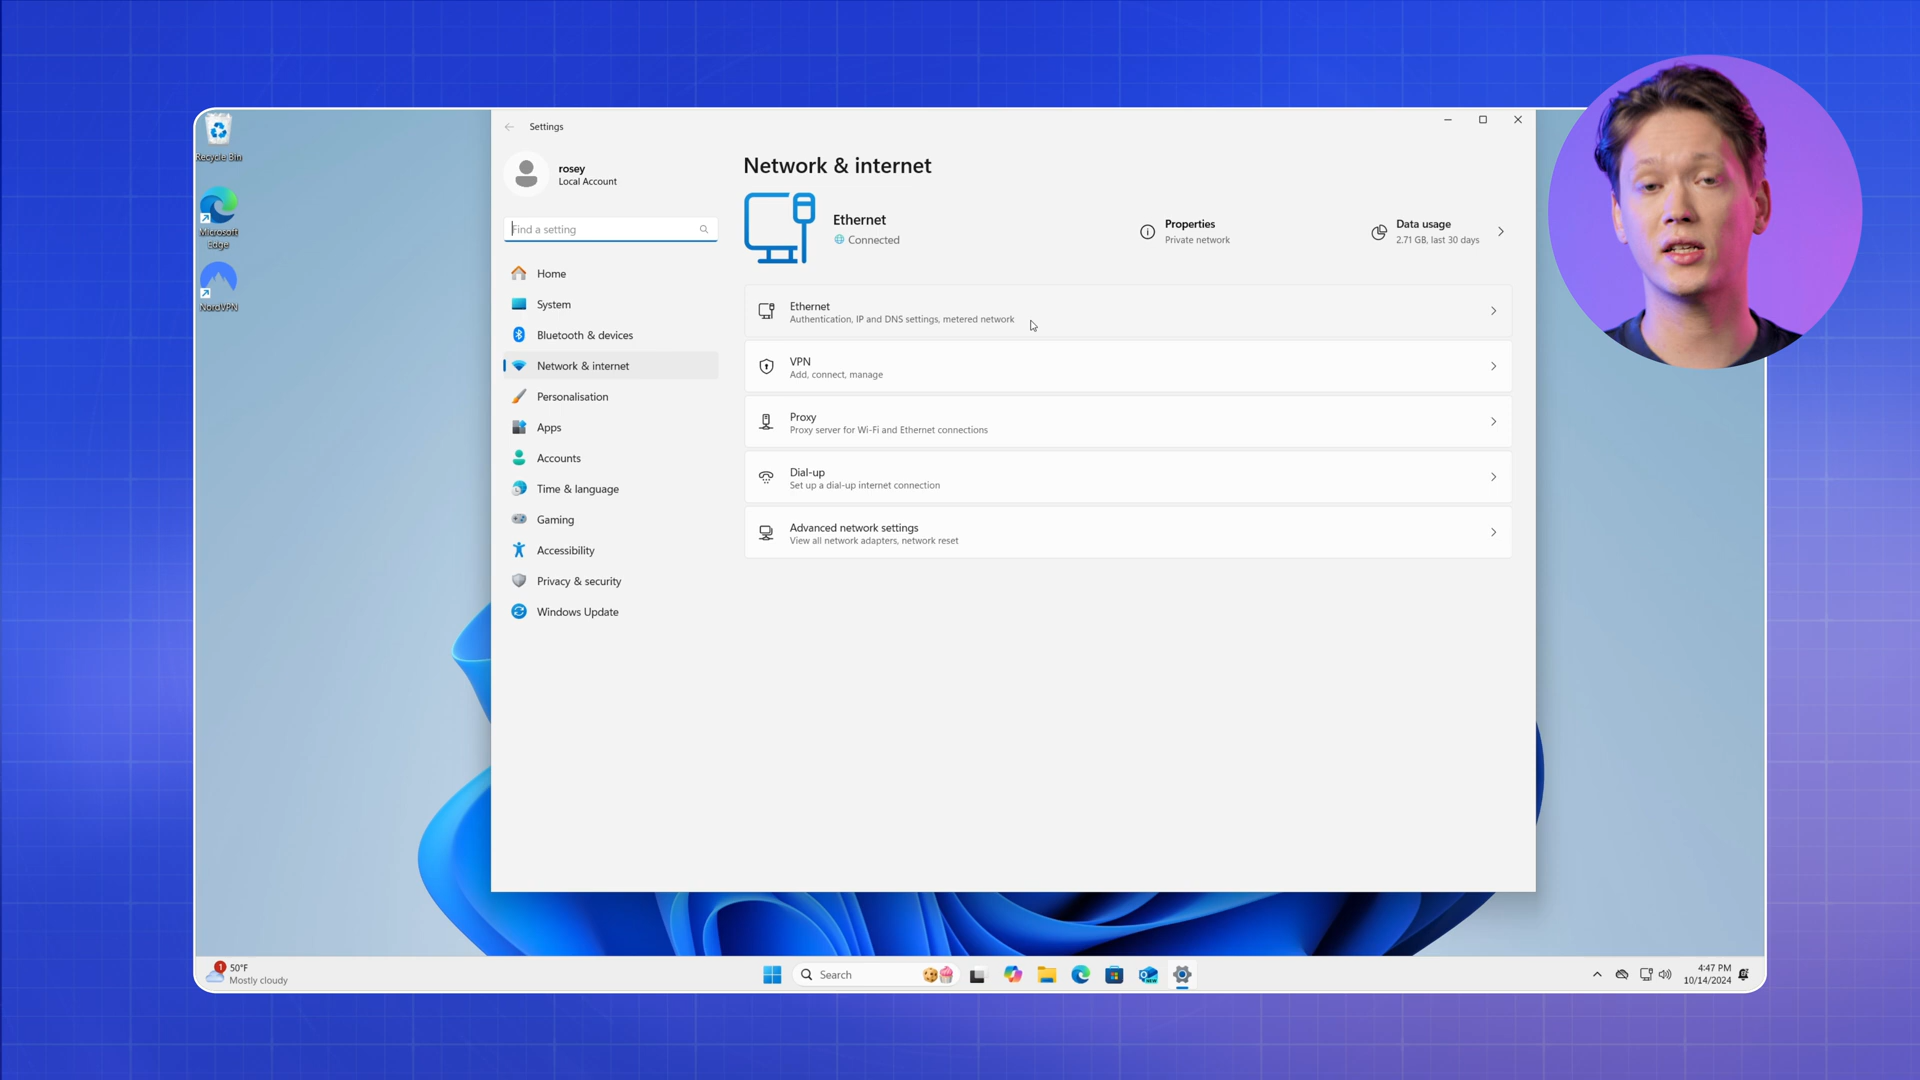 Recycle Bin
Microsoft
Edge
NordVPN
Settings
rosey
Local Account
Find a setting
Home
System
Bluetooth & devices
Network & internet
Personalisation
Apps
Accounts
Time & language
Gaming
Accessibility
Privacy & security
Windows Update
Network & internet
Ethernet
Connected
Properties
Private network
Data usage
2.71 GB, last 30 days
Ethernet
Authentication, IP and DNS settings, metered network
VPN
Add, connect, manage
Proxy
Proxy server for Wi-Fi and Ethernet connections
Dial-up
Set up a dial-up internet connection
Advanced network settings
View all network adapters, network reset
1
50°F
Mostly cloudy
Search
NEW
4:47 PM
10/14/2024